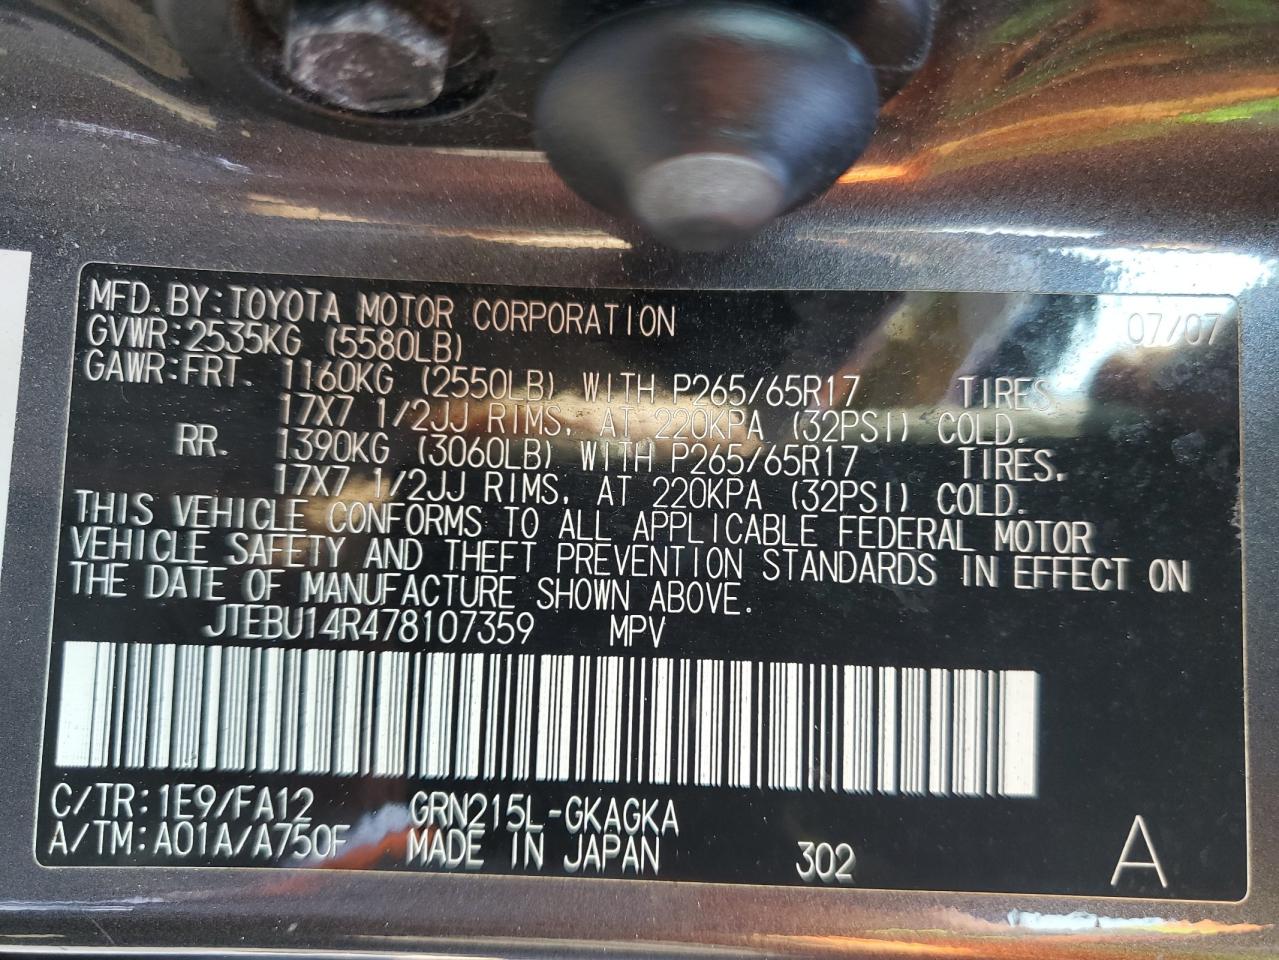 MFD. BY: TOYOTA MOTOR CORPORATION 07/07
GVWR: 2535KG (5580LB)
GAWR: FRT. 1160KG (2550LB) WITH P265/65R17 TIRES
17X7 1/2JJ RIMS, AT 220KPA (32PSI) COLD.
RR. 1390KG (3060LB) WITH P265/65R17 TIRES.
17X7 1/2JJ RIMS, AT 220KPA (32PSI) COLD.
THIS VEHICLE CONFORMS TO ALL APPLICABLE FEDERAL MOTOR
VEHICLE SAFETY AND THEFT PREVENTION STANDARDS IN EFFECT ON
THE DATE OF MANUFACTURE SHOWN ABOVE.
JTEBU14R478107359 MPV
C/TR: 1E9/FA12 GRN215L-GKAGKA
A/TM: A01A/A750F MADE IN JAPAN 302 A